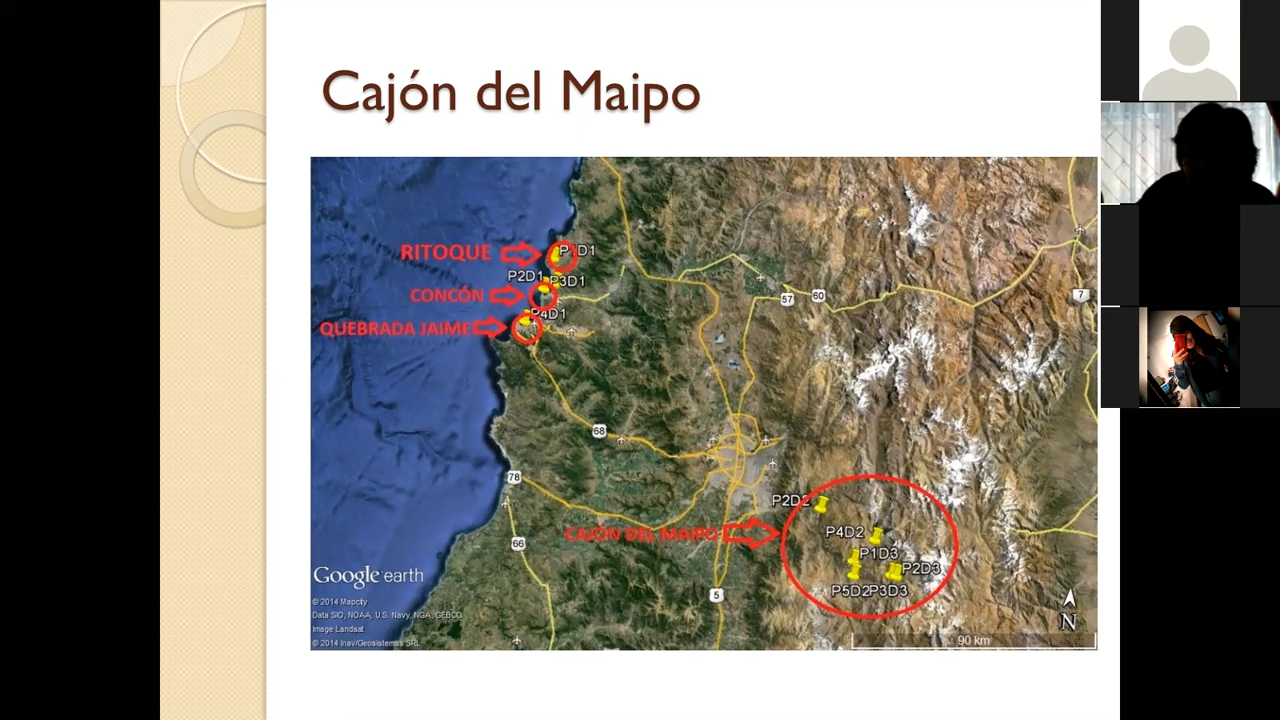 Cajón del Maipo
RITOQUE
P1D1
P2D1
P3D1
CONCÓN
P4D1
QUEBRADA JAIME
57
60
7
68
78
P2D2
CAJÓN DEL MAIPO
P4D2
P1D3
P2D3
P5D2
P3D3
66
5
Google earth
© 2014 Mapcity
Data SIO, NOAA, U.S. Navy, NGA, GEBCO
Image Landsat
© 2014 Inav/Geosistemas SRL
N
90 km